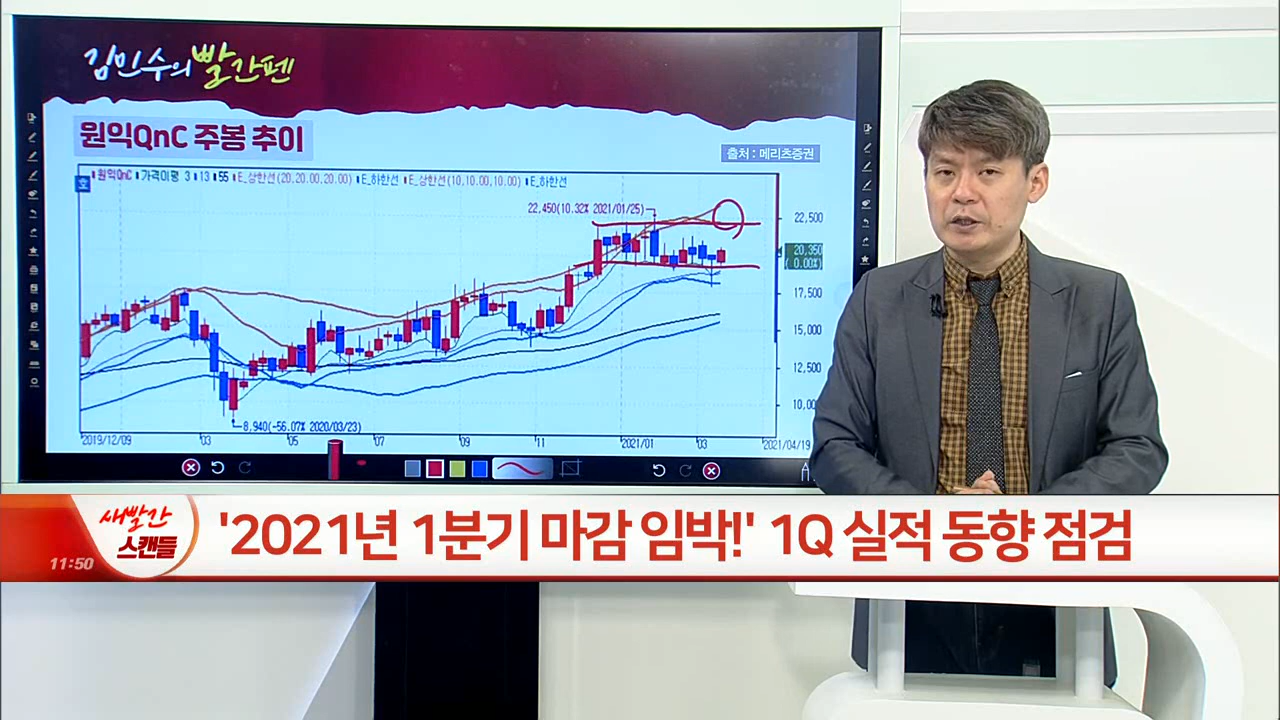 김민수의 빨간펜
원익QnC 주봉 추이
출처 : 메리츠증권
원익QnC 가격이평 3 13 55 E_상한선(20,20.00,20.00) E_하한선 E_상한선(10,10.00,10.00) E_하한선
22,450(10.32% 2021/01/25)
22,500
20,350
( 0.00%)
17,500
15,000
12,500
10,000
8,940(-56.07% 2020/03/23)
2019/12/09 03 05 07 09 11 2021/01 03 2021/04/19
새빨간
스캔들
11:50
'2021년 1분기 마감 임박!' 1Q 실적 동향 점검